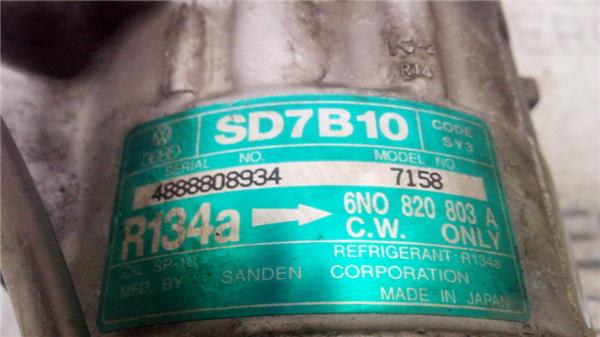 R14
SD7B10
CODE
SY3
SERIAL NO.
MODEL NO
4888808934
7158
R134a
6N0 820 803 A
C.W. ONLY
OIL SP-10
REFRIGERANT: R134a
MFD. BY SANDEN CORPORATION
MADE IN JAPAN